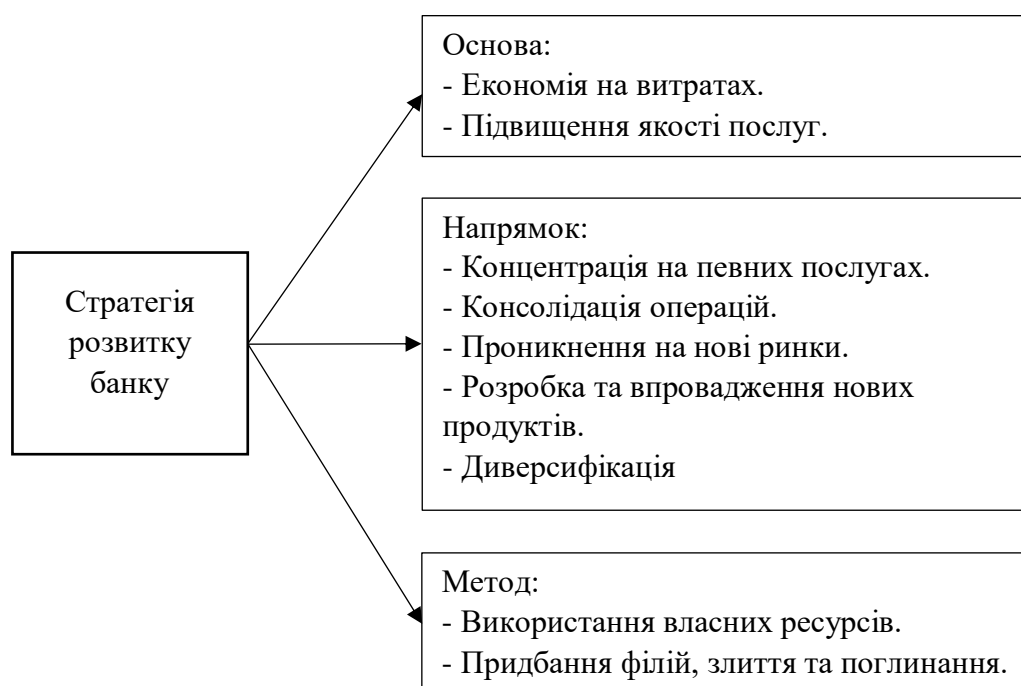 Основа:
- Економія на витратах.
- Підвищення якості послуг.
Стратегія
розвитку
банку
Напрямок:
- Концентрація на певних послугах.
- Консолідація операцій.
- Проникнення на нові ринки.
- Розробка та впровадження нових
продуктів.
- Диверсифікація
Метод:
- Використання власних ресурсів.
- Придбання філій, злиття та поглинання.